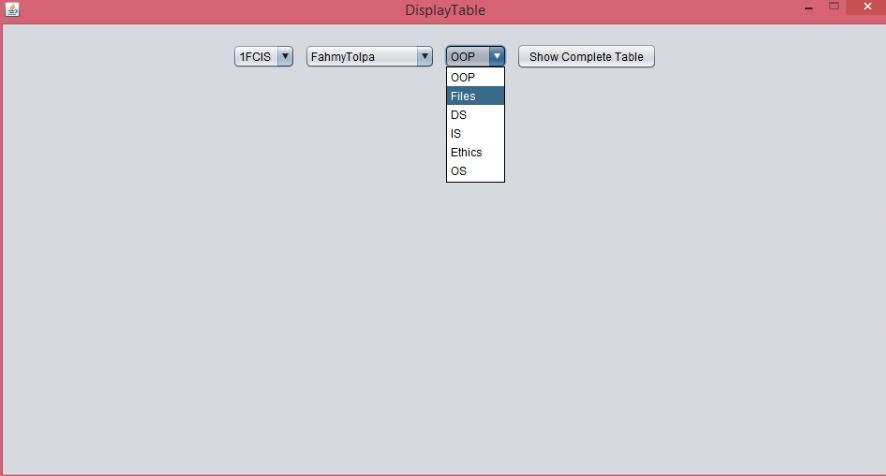 DisplayTable
1FCIS FahmyTolpa OOP Show Complete Table
OOP
Files
DS
IS
Ethics
OS